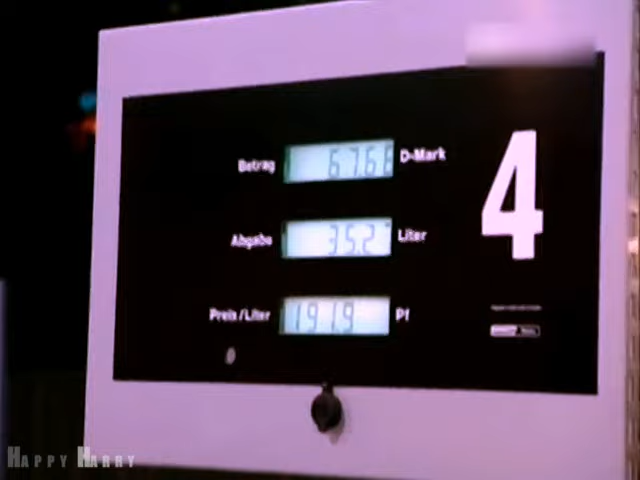 Betrag 67.68 D-Mark
4
Abgabe 35.27 Liter
Preis/Liter 191.9 Pf
HAPPY HARRY